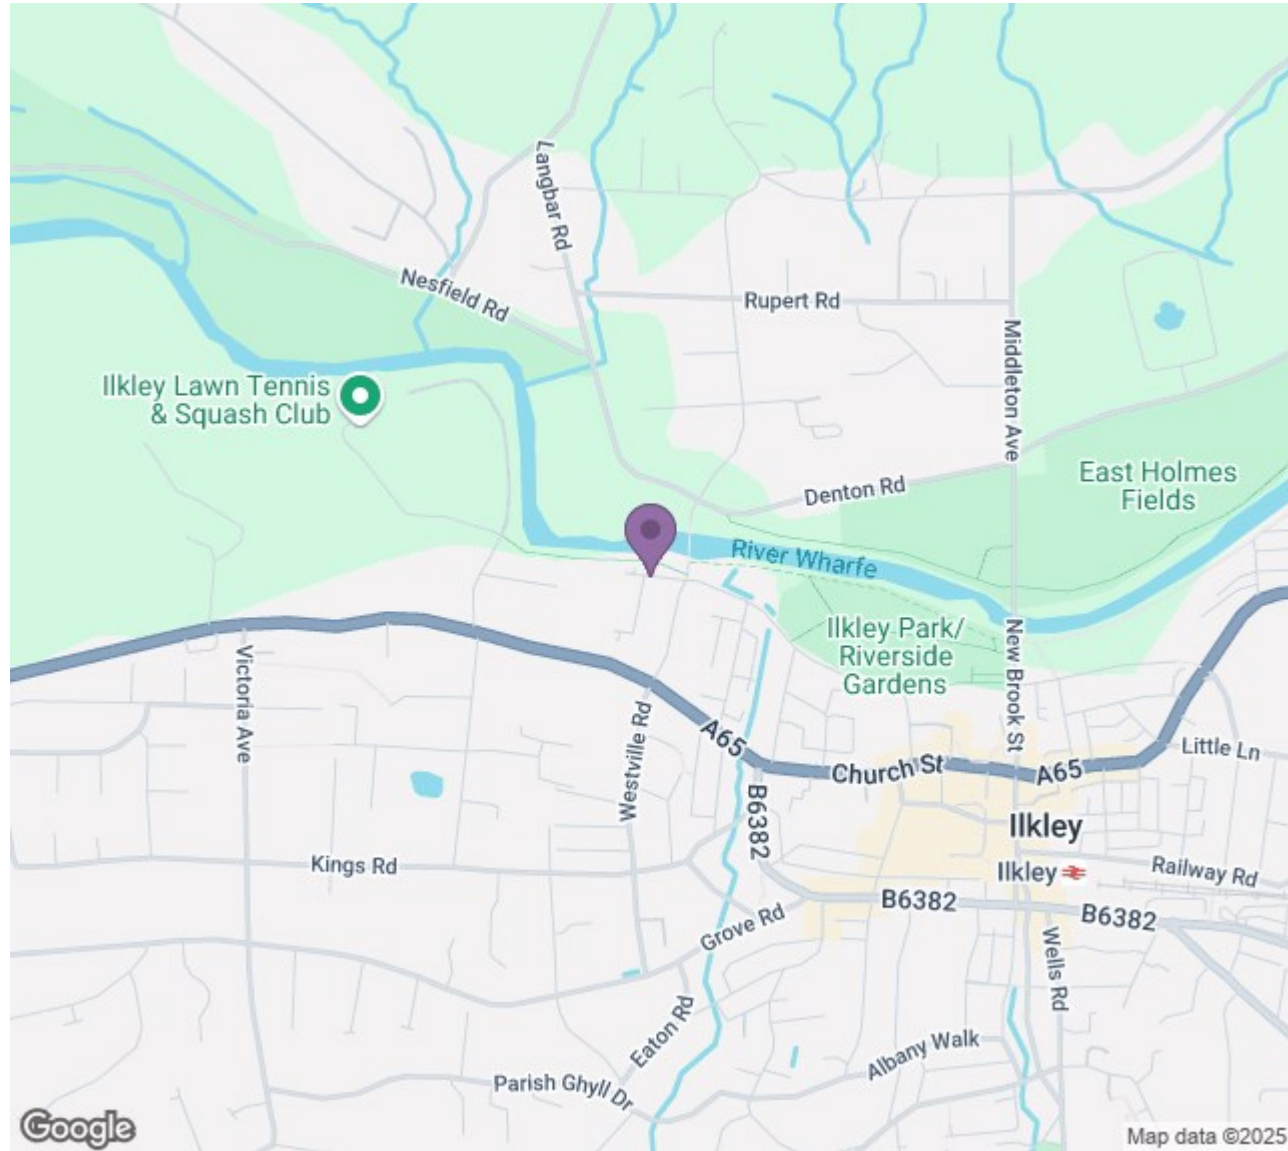 Langbar Rd
Nesfield Rd
Rupert Rd
Middleton Ave
Ilkley Lawn Tennis
& Squash Club
Denton Rd
East Holmes
Fields
River Wharfe
Ilkley Park/
Riverside
Gardens
New Brook St
Victoria Ave
Westville Rd
A65
Church St
A65
Little Ln
B6382
Ilkley
Kings Rd
Ilkley
Railway Rd
B6382
B6382
Grove Rd
Wells Rd
Eaton Rd
Albany Walk
Parish Ghyll Dr
Google
Map data ©2025